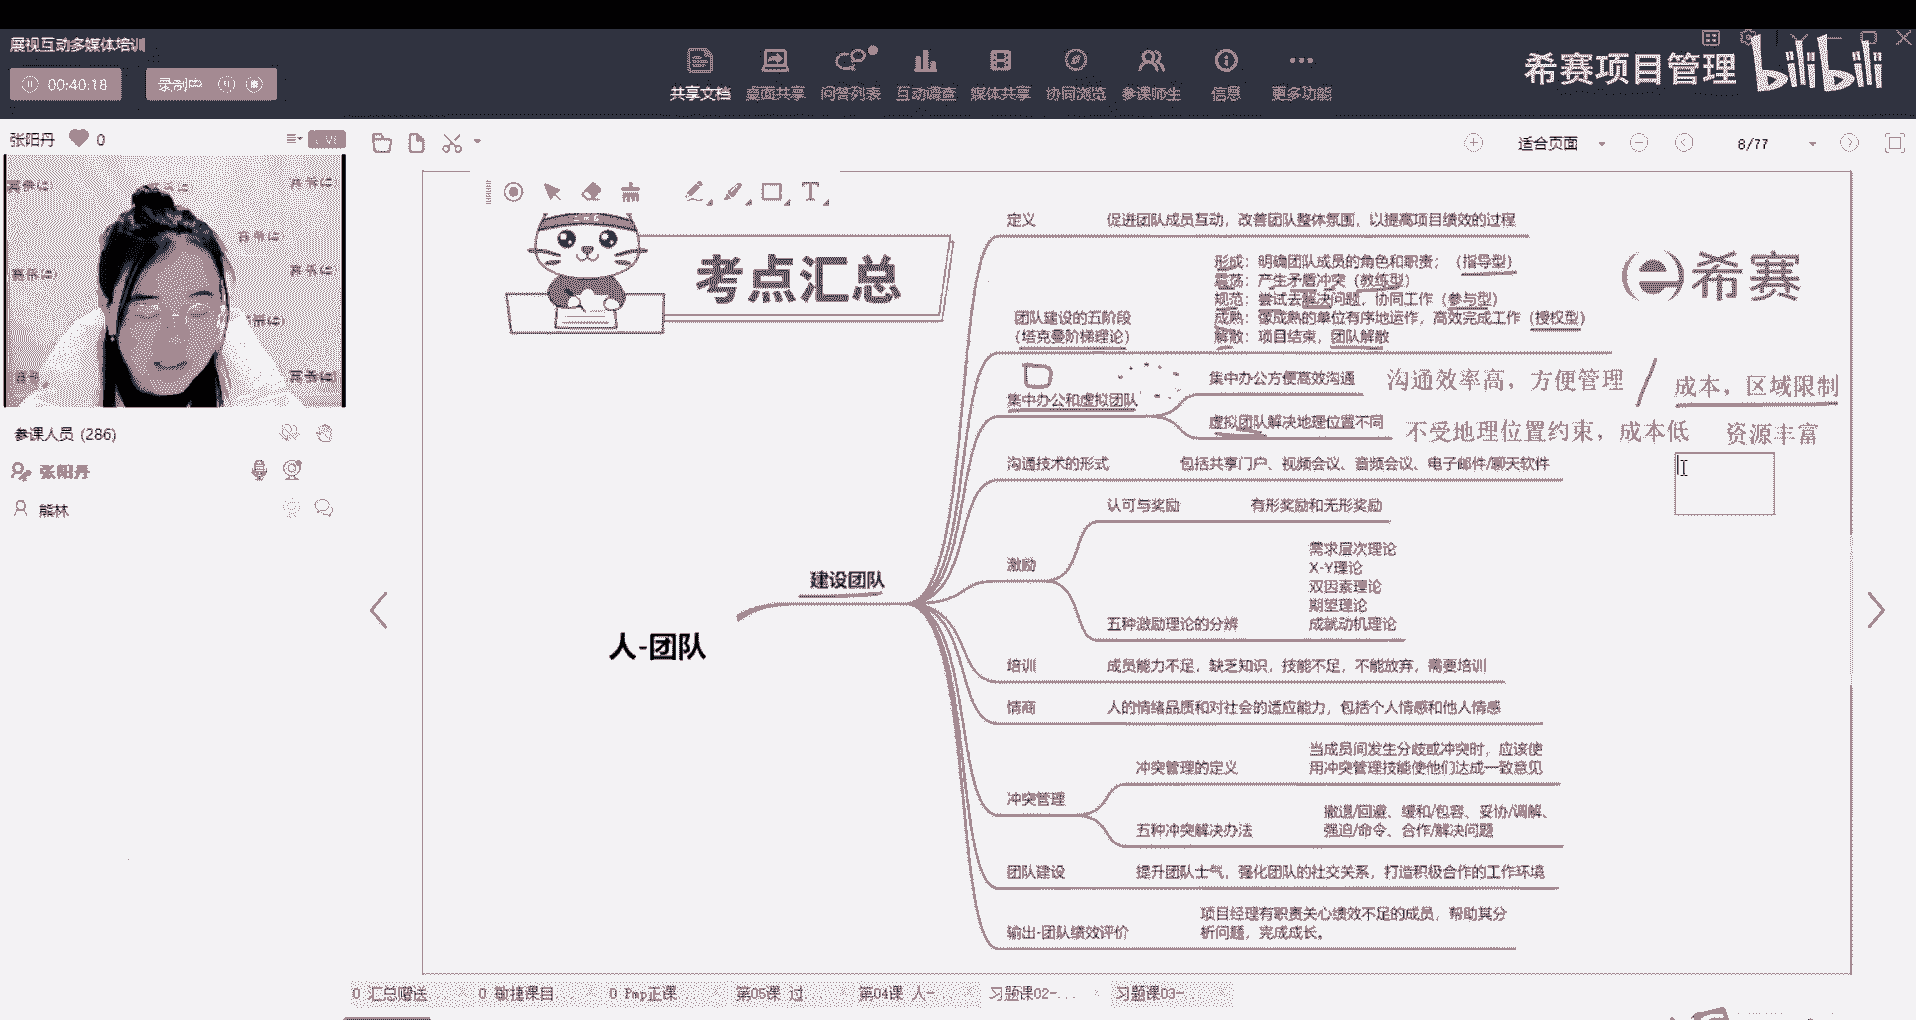 展视互动多媒体培训
00:40:18
录制中
共享文档
桌面共享
问答列表
互动调查
媒体共享
协同浏览
参课师生
信息
更多功能
希赛项目管理
bilibili
张阳丹
0
适合页面
8/77
参课人员 (286)
张阳丹
熊林
考点汇总
希赛
人-团队
建设团队
定义
促进团队成员互动，改善团队整体氛围，以提高项目绩效的过程
团队建设的五阶段
（塔克曼阶梯理论）
形成：明确团队成员的角色和职责；（指导型）
震荡：产生矛盾冲突（教练型）
规范：尝试去解决问题，协同工作（参与型）
成熟：像成熟的单位有序地运作，高效完成工作（授权型）
解散：项目结束，团队解散
集中办公和虚拟团队
集中办公方便高效沟通
沟通效率高，方便管理
成本，区域限制
虚拟团队解决地理位置不同
不受地理位置约束，成本低
资源丰富
沟通技术的形式
包括共享门户、视频会议、音频会议、电子邮件/聊天软件
激励
认可与奖励
有形奖励和无形奖励
五种激励理论的分辨
需求层次理论
X-Y理论
双因素理论
期望理论
成就动机理论
培训
成员能力不足，缺乏知识，技能不足，不能放弃，需要培训
情商
人的情绪品质和对社会的适应能力，包括个人情感和他人情感
冲突管理
冲突管理的定义
当成员间发生分歧或冲突时，应该使
用冲突管理技能使他们达成一致意见
五种冲突解决办法
撤退/回避、缓和/包容、妥协/调解、
强迫/命令、合作/解决问题
团队建设
提升团队士气，强化团队的社交关系，打造积极合作的工作环境
输出-团队绩效评价
项目经理有职责关心绩效不足的成员，帮助其分
析问题，完成成长。
0 汇总赠送
0 敏捷课目...
0 Pmp正课...
第05课 过...
第04课 人-...
习题课02-...
习题课03-...